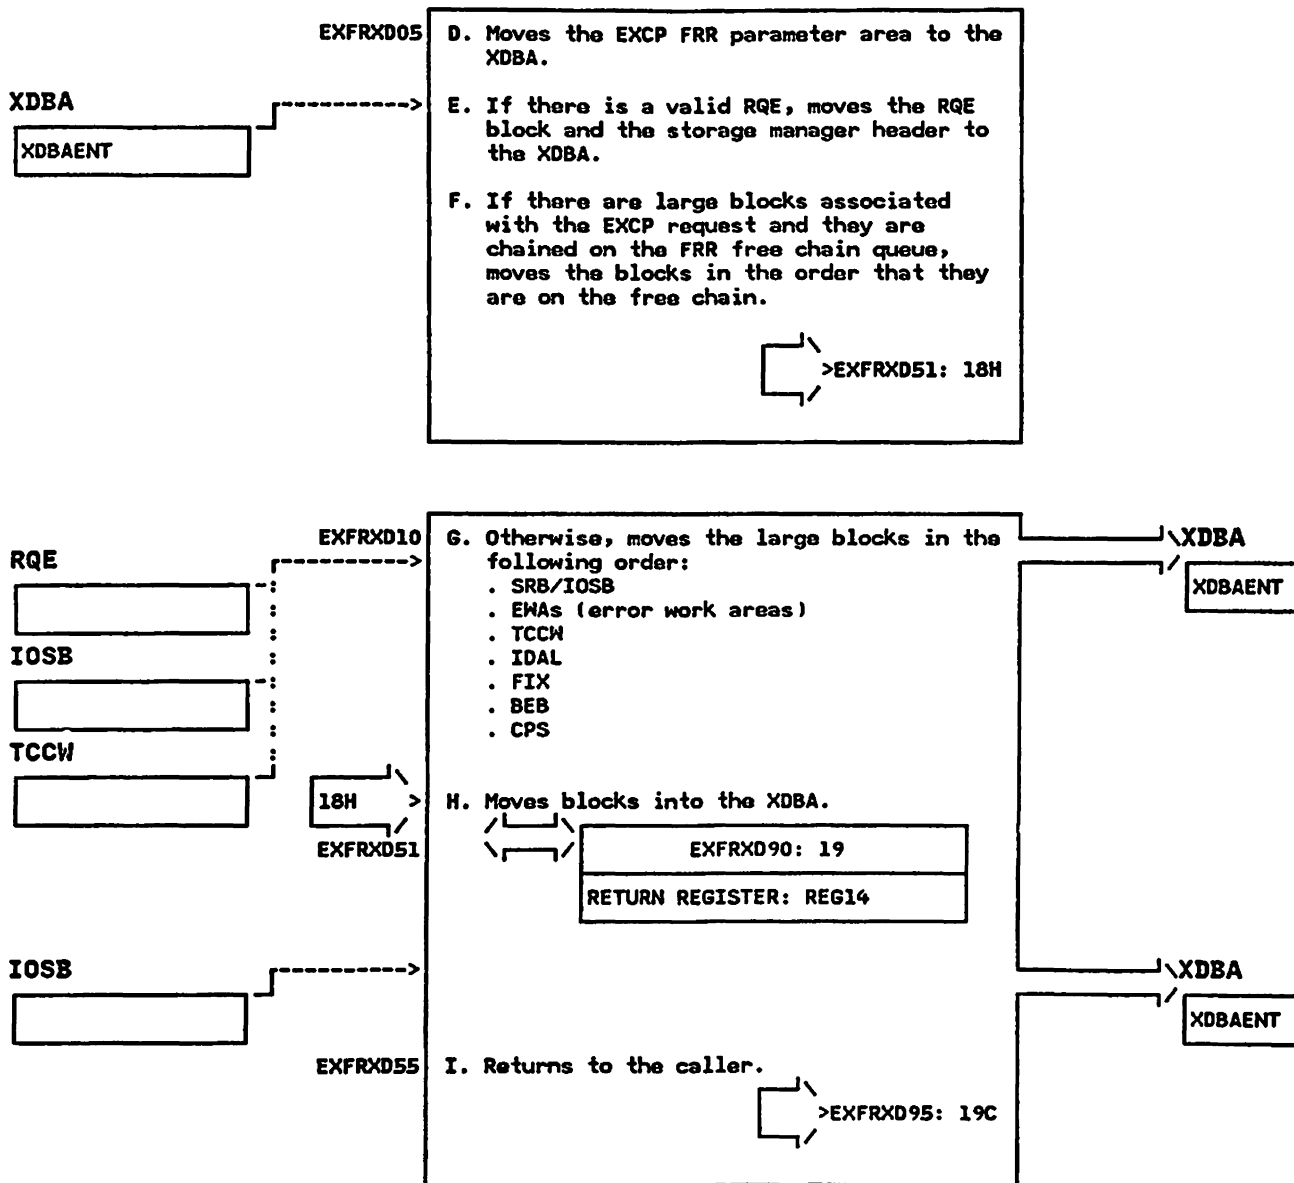 EXFRXD05
D. Moves the EXCP FRR parameter area to the
XDBA.
XDBA
XDBAENT
E. If there is a valid RQE, moves the RQE
block and the storage manager header to
the XDBA.
F. If there are large blocks associated
with the EXCP request and they are
chained on the FRR free chain queue,
moves the blocks in the order that they
are on the free chain.
>EXFRXD51: 18H
EXFRXD10
G. Otherwise, moves the large blocks in the
following order:
. SRB/IOSB
. EWAs (error work areas)
. TCCW
. IDAL
. FIX
. BEB
. CPS
XDBA
XDBAENT
RQE
IOSB
TCCW
18H >
EXFRXD51
H. Moves blocks into the XDBA.
EXFRXD90: 19
RETURN REGISTER: REG14
IOSB
XDBA
XDBAENT
EXFRXD55
I. Returns to the caller.
>EXFRXD95: 19C